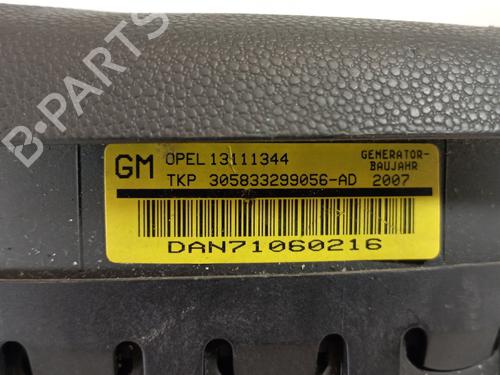 B-PARTS
GM OPEL 13111344 GENERATOR-
BAUJAHR
TKP 305833299056-AD 2007
DAN71060216